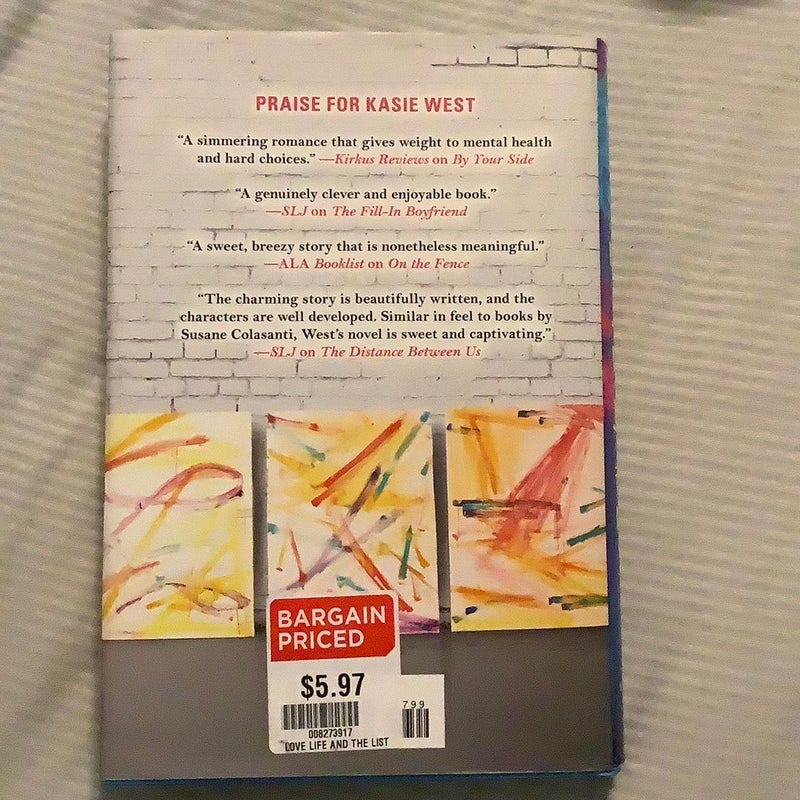 PRAISE FOR KASIE WEST
“A simmering romance that gives weight to mental health
and hard choices.” —Kirkus Reviews on By Your Side
“A genuinely clever and enjoyable book.”
—SLJ on The Fill-In Boyfriend
“A sweet, breezy story that is nonetheless meaningful.”
—ALA Booklist on On the Fence
“The charming story is beautifully written, and the
characters are well developed. Similar in feel to books by
Susane Colasanti, West’s novel is sweet and captivating.”
—SLJ on The Distance Between Us
BARGAIN
PRICED
$5.97
799
008273917
LOVE LIFE AND THE LIST